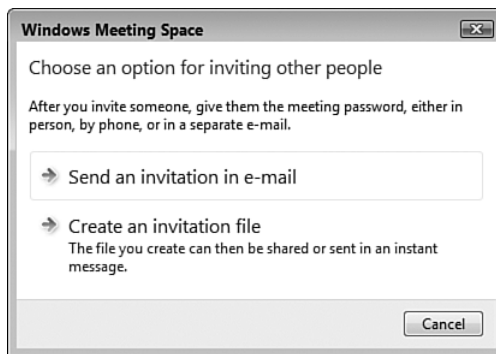 Windows Meeting Space
Choose an option for inviting other people
After you invite someone, give them the meeting password, either in
person, by phone, or in a separate e-mail.
Send an invitation in e-mail
Create an invitation file
The file you create can then be shared or sent in an instant
message.
Cancel